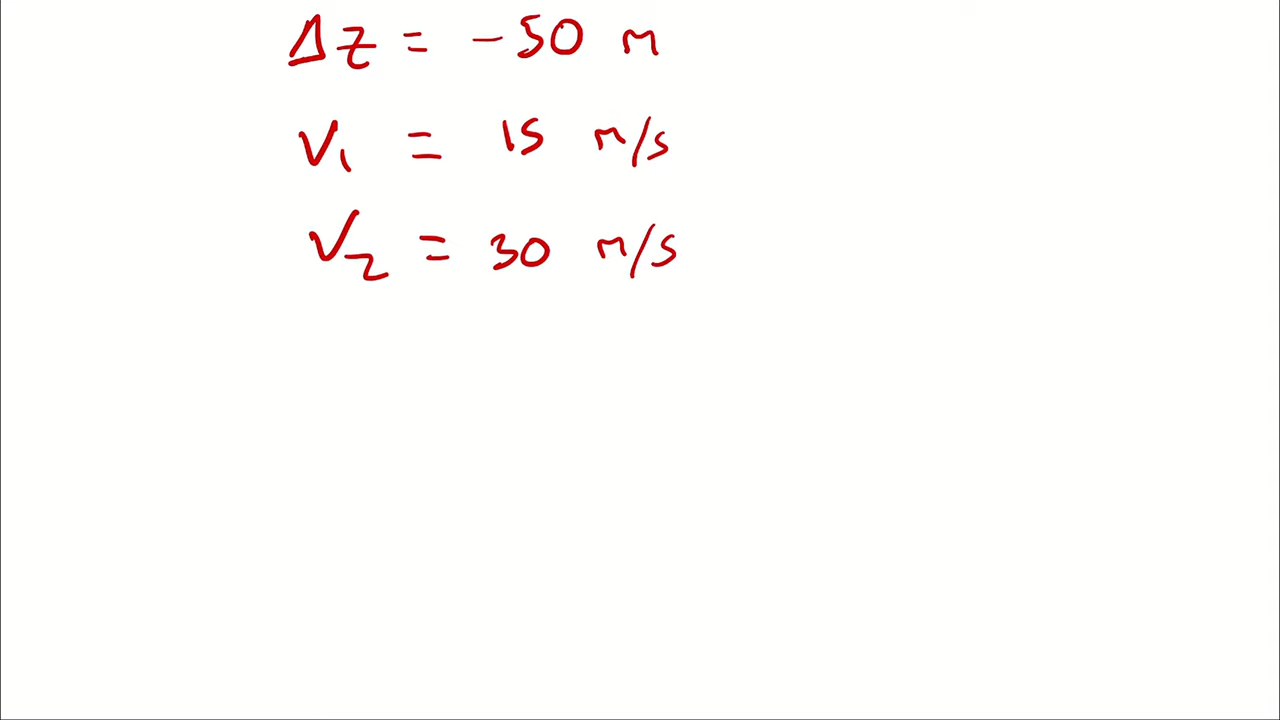 Δz = -50 m
V₁ = 15 m/s
V₂ = 30 m/s